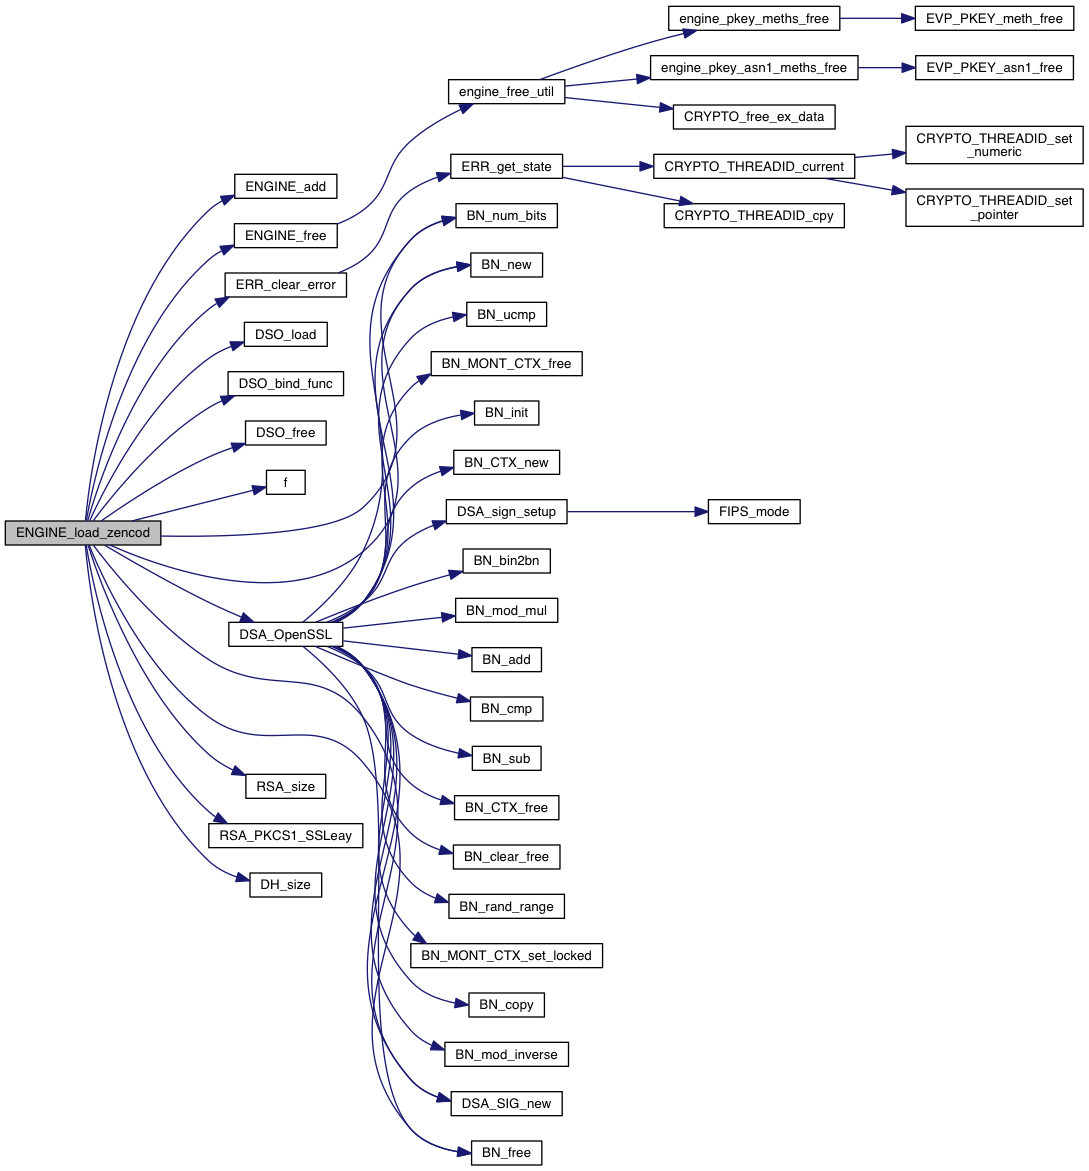 engine_pkey_meths_free
EVP_PKEY_meth_free
engine_pkey_asn1_meths_free
EVP_PKEY_asn1_free
engine_free_util
CRYPTO_free_ex_data
CRYPTO_THREADID_set
_numeric
ERR_get_state
CRYPTO_THREADID_current
ENGINE_add
CRYPTO_THREADID_set
_pointer
BN_num_bits
CRYPTO_THREADID_cpy
ENGINE_free
BN_new
ERR_clear_error
BN_ucmp
DSO_load
BN_MONT_CTX_free
DSO_bind_func
BN_init
DSO_free
BN_CTX_new
f
DSA_sign_setup
FIPS_mode
ENGINE_load_zencod
BN_bin2bn
BN_mod_mul
DSA_OpenSSL
BN_add
BN_cmp
BN_sub
RSA_size
BN_CTX_free
RSA_PKCS1_SSLeay
BN_clear_free
DH_size
BN_rand_range
BN_MONT_CTX_set_locked
BN_copy
BN_mod_inverse
DSA_SIG_new
BN_free